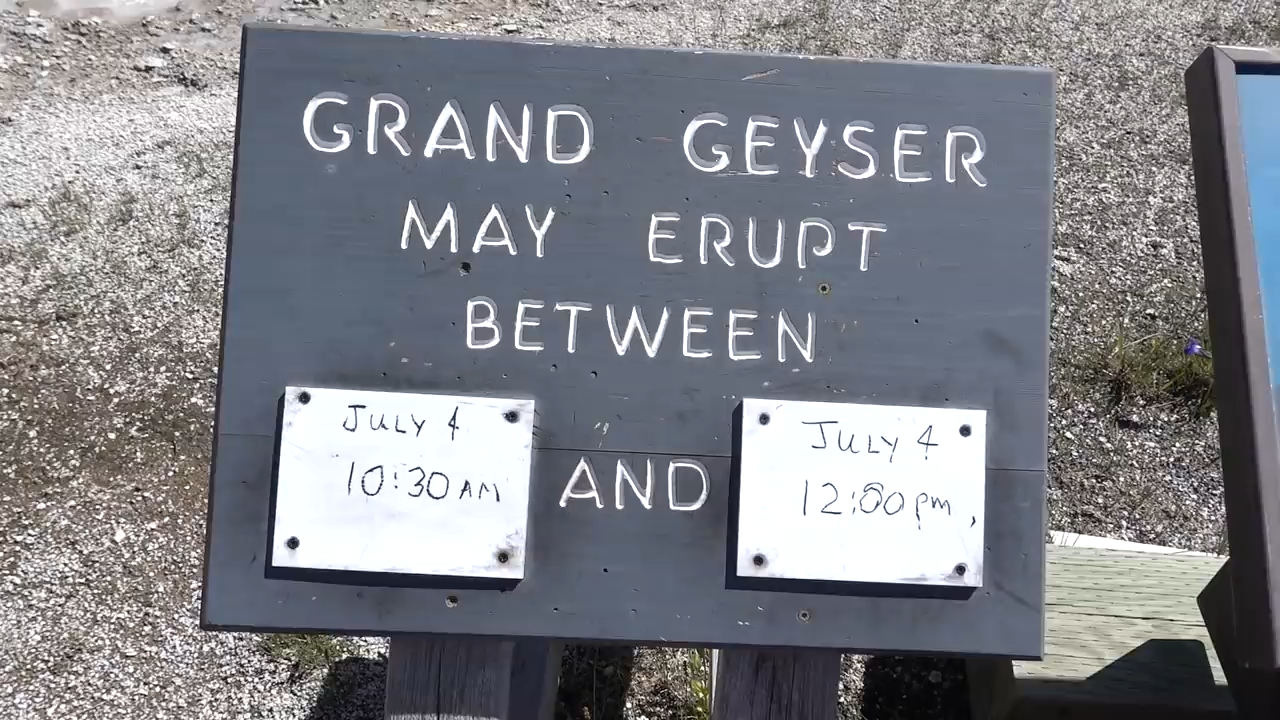 GRAND GEYSER
MAY ERUPT
BETWEEN
JULY 4
10:30 AM
AND
JULY 4
12:00 pm